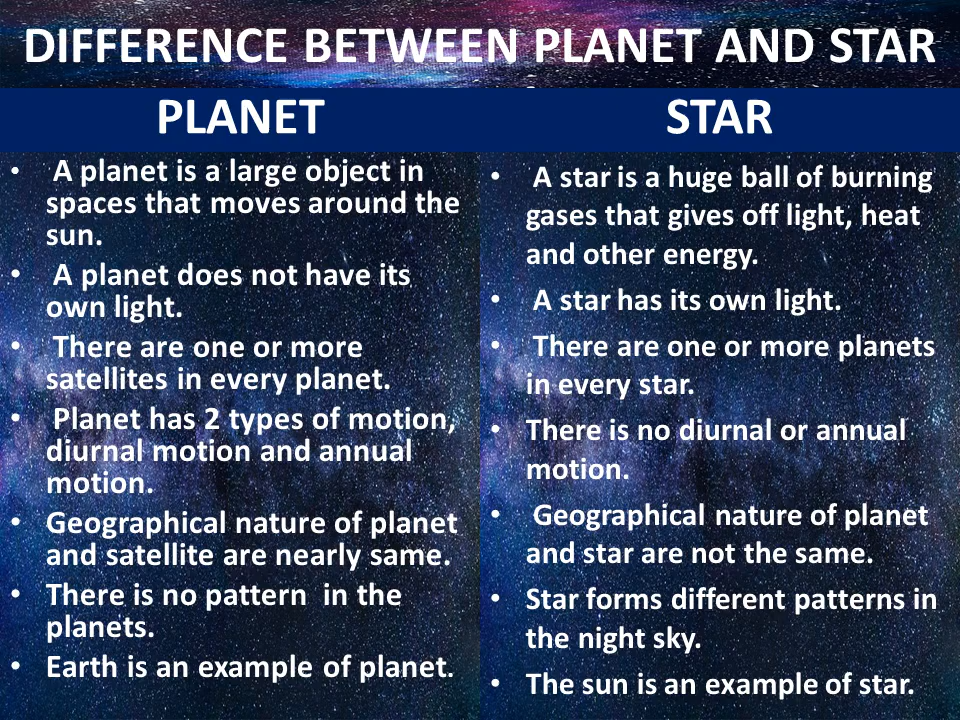 DIFFERENCE BETWEEN PLANET AND STAR
PLANET
• A planet is a large object in
spaces that moves around the
sun.
• A planet does not have its
own light.
• There are one or more
satellites in every planet.
• Planet has 2 types of motion,
diurnal motion and annual
motion.
• Geographical nature of planet
and satellite are nearly same.
• There is no pattern in the
planets.
• Earth is an example of planet.
STAR
• A star is a huge ball of burning
gases that gives off light, heat
and other energy.
• A star has its own light.
• There are one or more planets
in every star.
• There is no diurnal or annual
motion.
• Geographical nature of planet
and star are not the same.
• Star forms different patterns in
the night sky.
• The sun is an example of star.